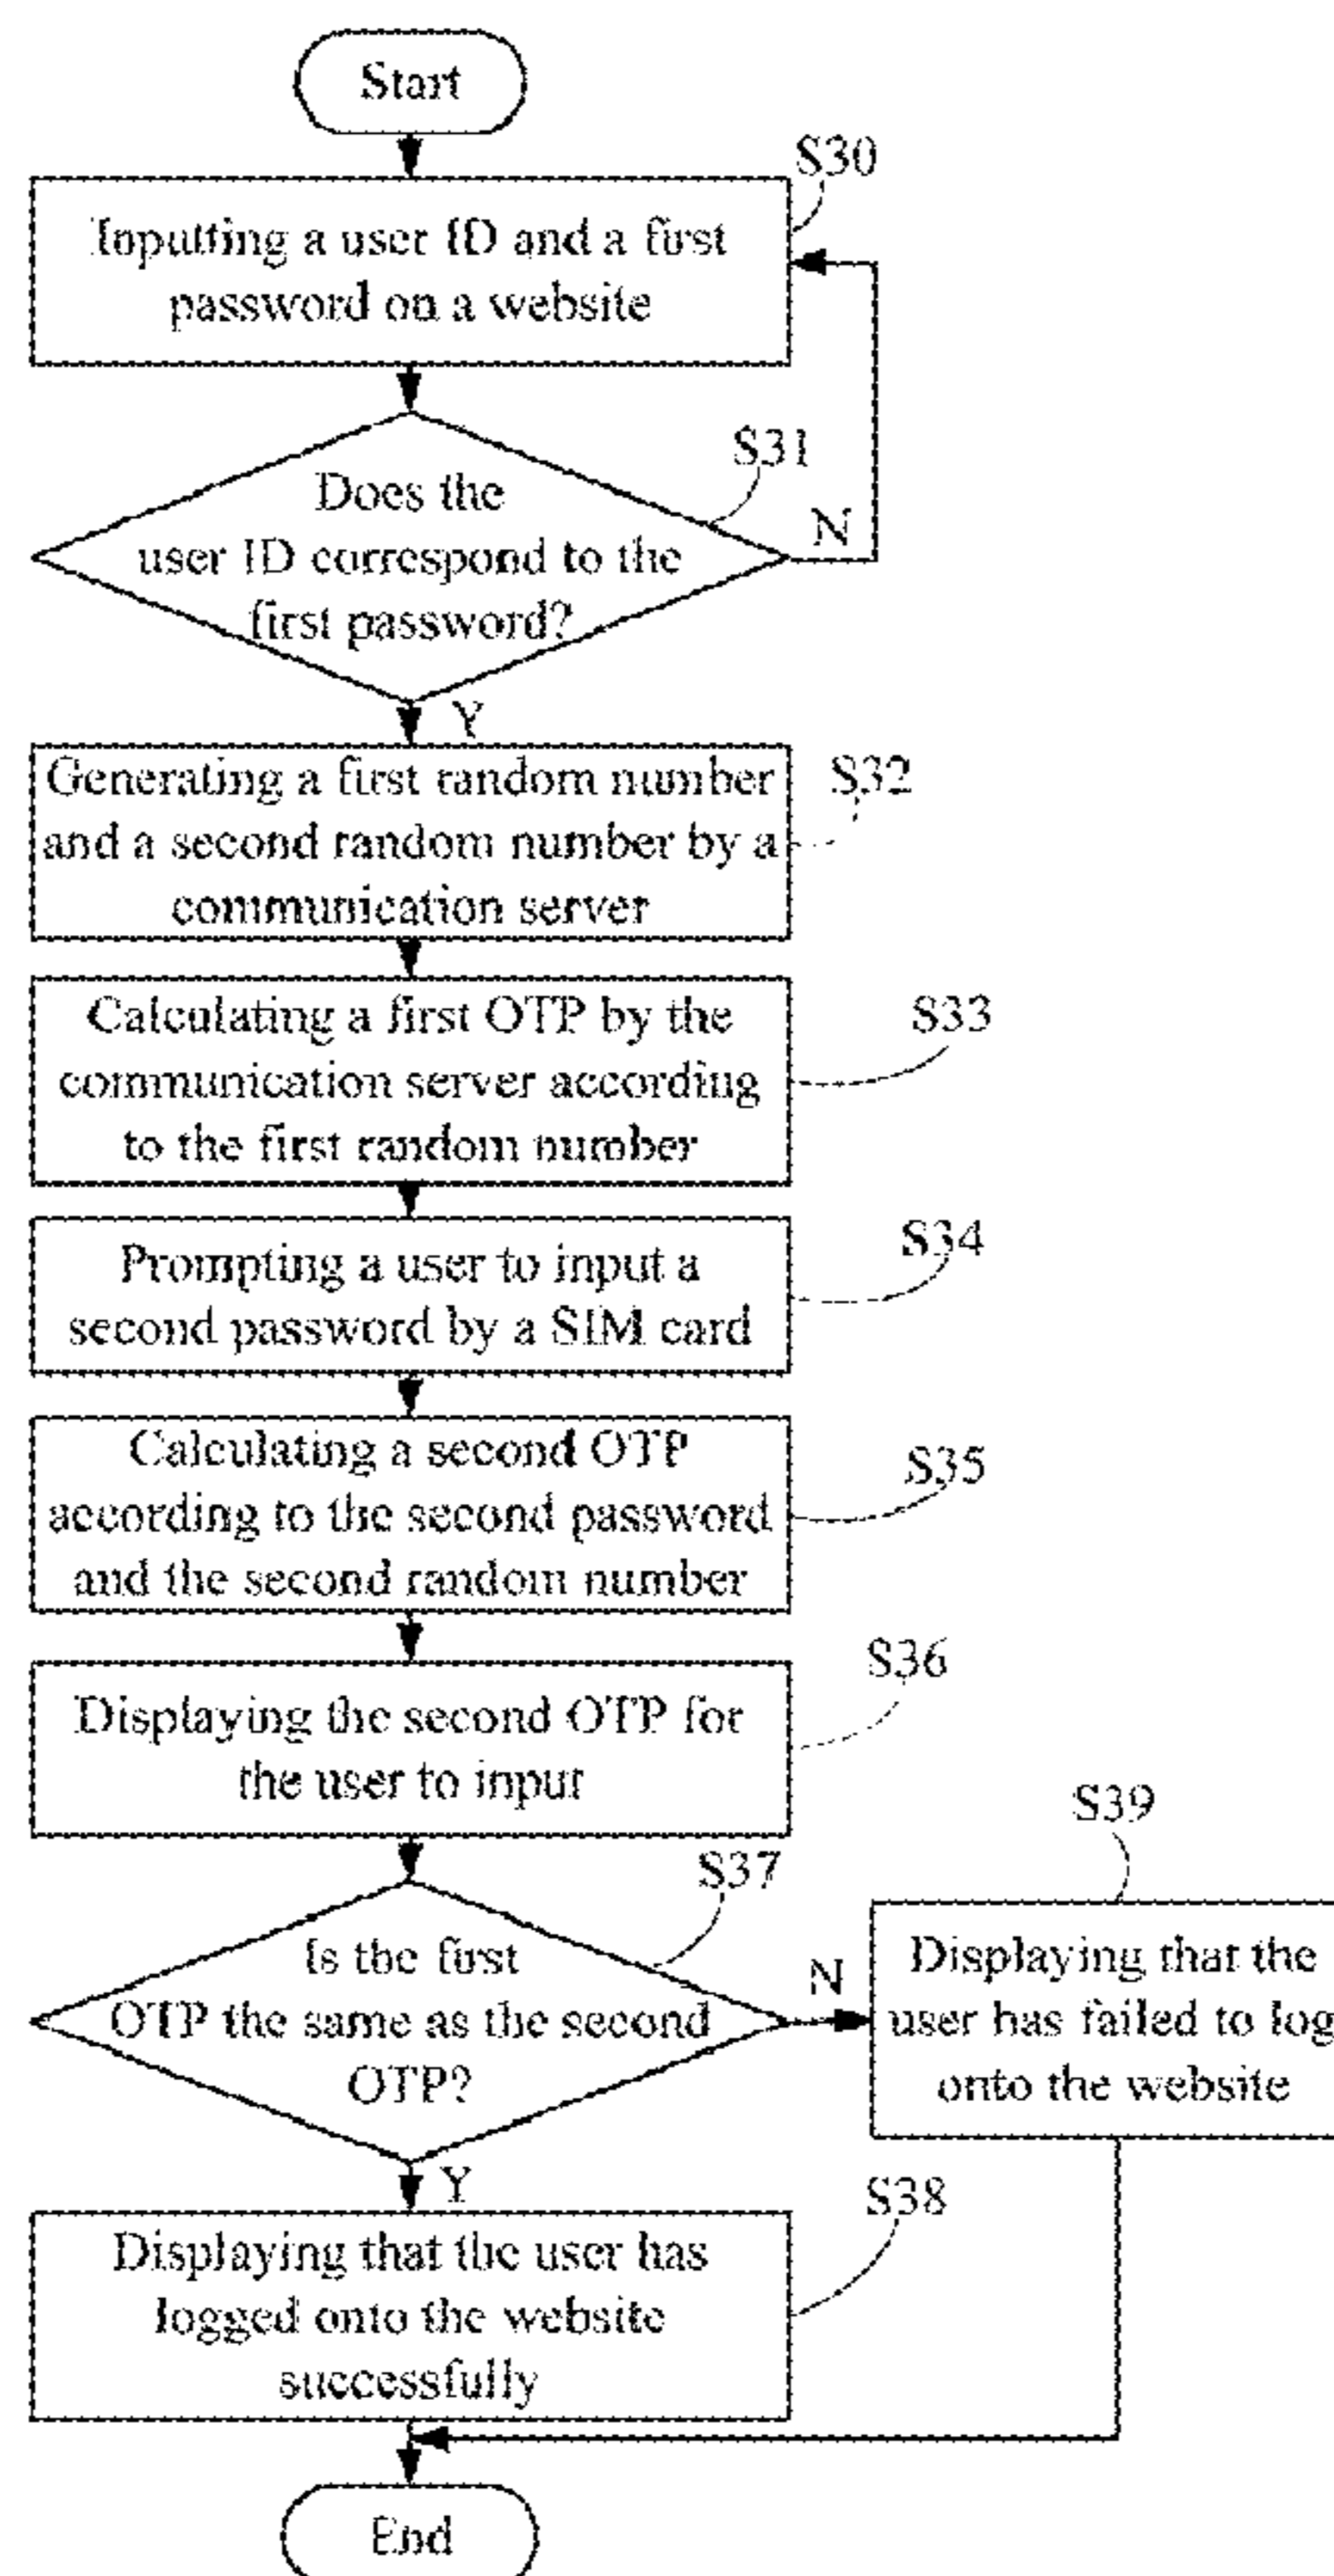 Start
S30
Inputting a user ID and a first
password on a website
S31
Does the
user ID correspond to the
first password?
N
Y
Generating a first random number
and a second random number by a
communication server
S32
Calculating a first OTP by the
communication server according
to the first random number
S33
Prompting a user to input a
second password by a SIM card
S34
Calculating a second OTP
according to the second password
and the second random number
S35
Displaying the second OTP for
the user to input
S36
S37
Is the first
OTP the same as the second
OTP?
N
Y
S39
Displaying that the
user has failed to log
onto the website
S38
Displaying that the user has
logged onto the website
successfully
End